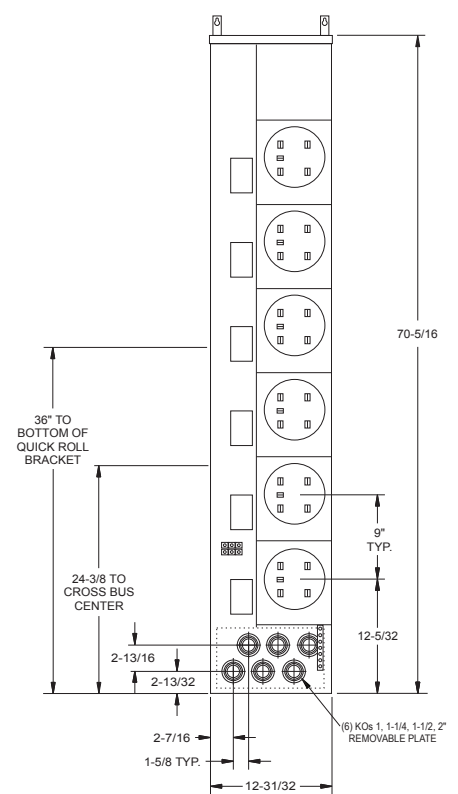 70-5/16
36" TO
BOTTOM OF
QUICK ROLL
BRACKET
9"
TYP.
24-3/8 TO
CROSS BUS
CENTER
12-5/32
2-13/16
2-13/32
(6) KOs 1, 1-1/4, 1-1/2, 2"
REMOVABLE PLATE
2-7/16
1-5/8 TYP.
12-31/32